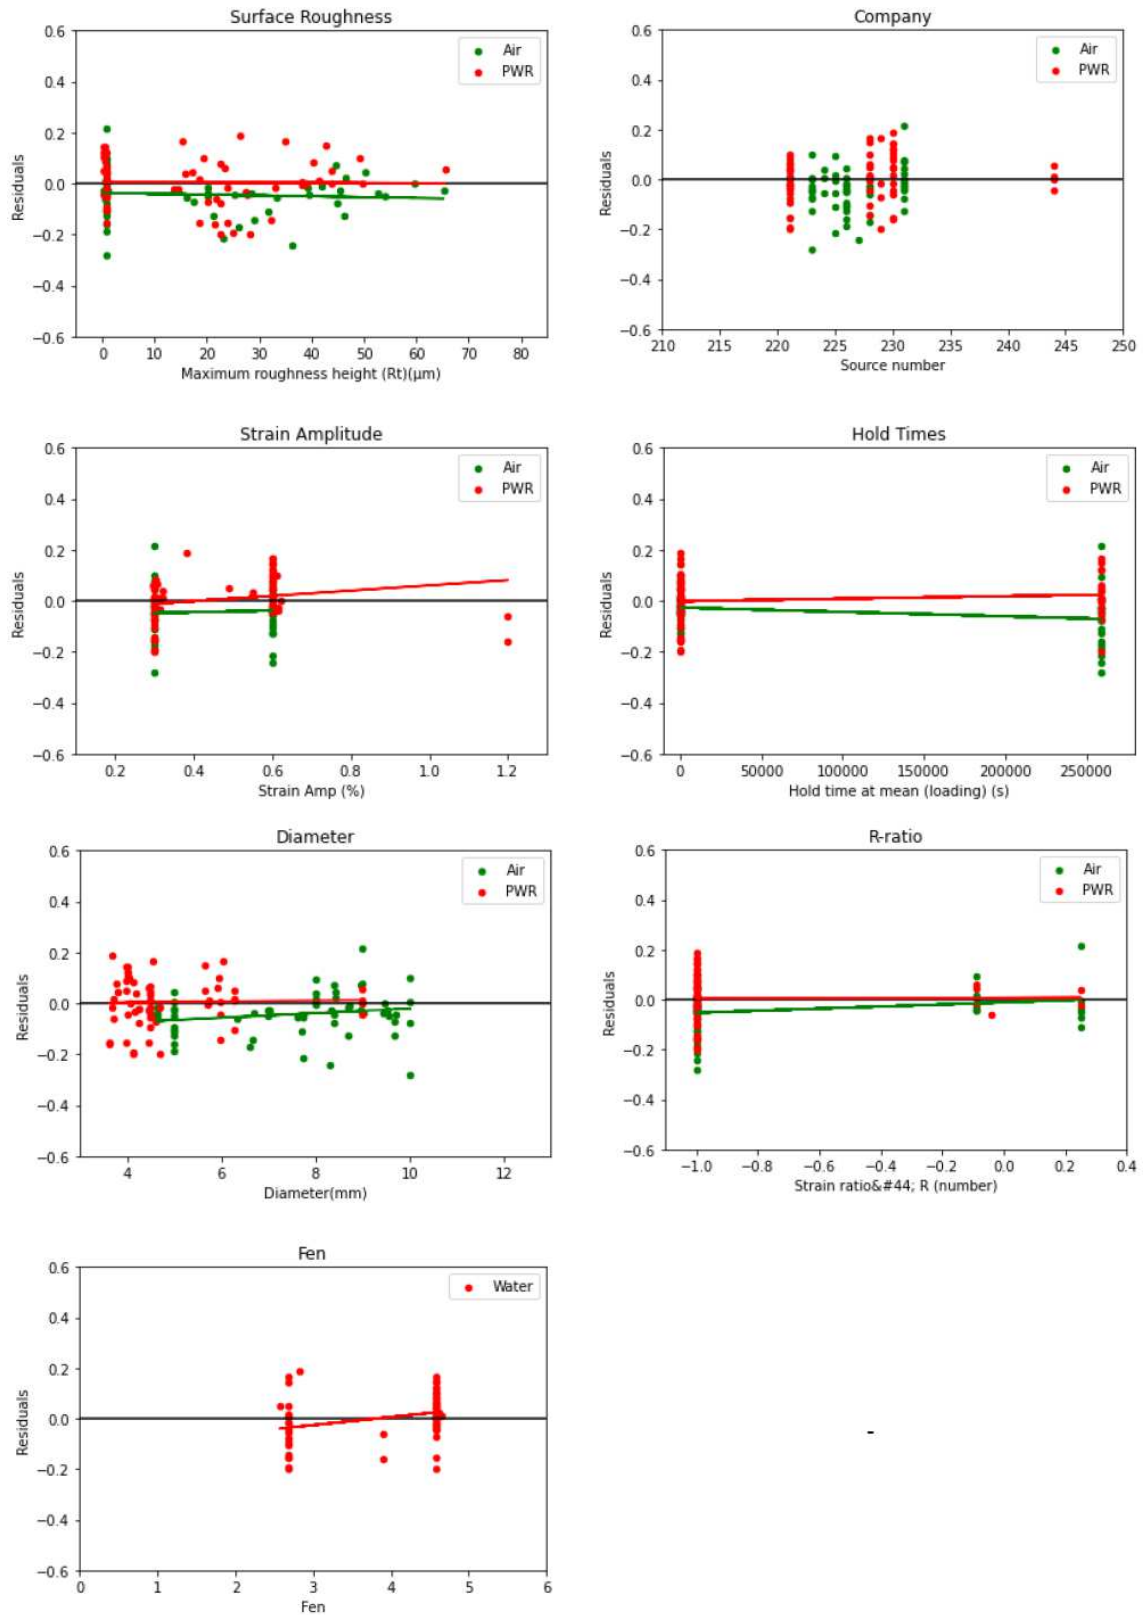 Surface Roughness
Air
PWR
0.6
0.4
0.2
0.0
−0.2
−0.4
−0.6
Residuals
0 10 20 30 40 50 60 70 80
Maximum roughness height (Rt)(µm)
Company
Air
PWR
0.6
0.4
0.2
0.0
−0.2
−0.4
−0.6
Residuals
210 215 220 225 230 235 240 245 250
Source number
Strain Amplitude
Air
PWR
0.6
0.4
0.2
0.0
−0.2
−0.4
−0.6
Residuals
0.2 0.4 0.6 0.8 1.0 1.2
Strain Amp (%)
Hold Times
Air
PWR
0.6
0.4
0.2
0.0
−0.2
−0.4
−0.6
Residuals
0 50000 100000 150000 200000 250000
Hold time at mean (loading) (s)
Diameter
Air
PWR
0.6
0.4
0.2
0.0
−0.2
−0.4
−0.6
Residuals
4 6 8 10 12
Diameter(mm)
R-ratio
Air
PWR
0.6
0.4
0.2
0.0
−0.2
−0.4
−0.6
Residuals
−1.0 −0.8 −0.6 −0.4 −0.2 0.0 0.2 0.4
Strain ratio&#44; R (number)
Fen
Water
0.6
0.4
0.2
0.0
−0.2
−0.4
−0.6
Residuals
0 1 2 3 4 5 6
Fen
-